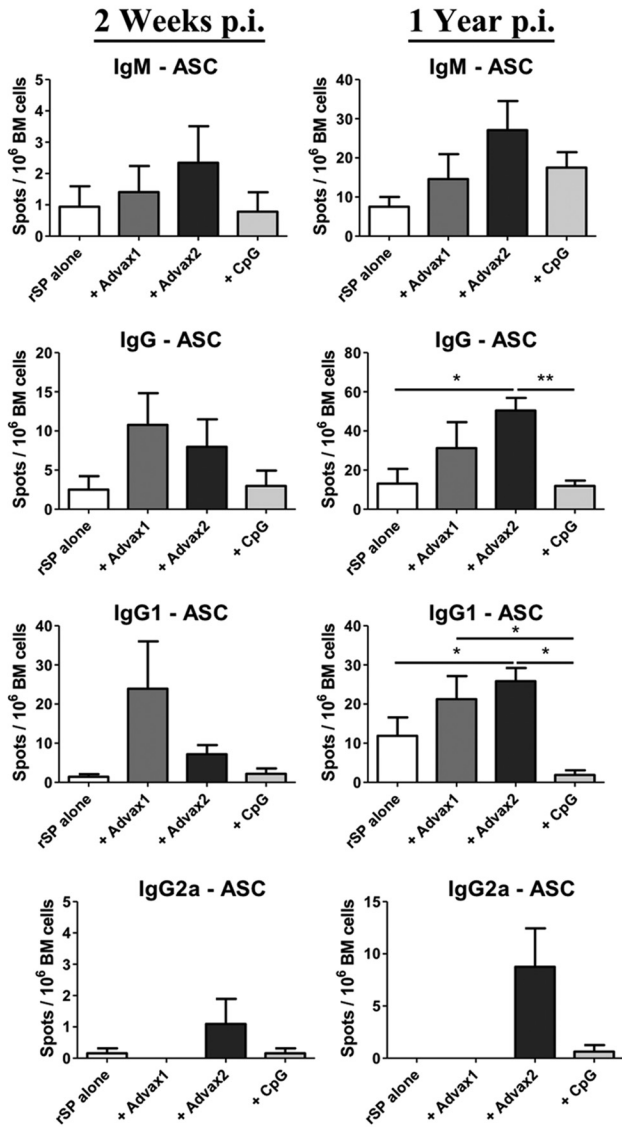 2 Weeks p.i.
1 Year p.i.
IgM - ASC
Spots / 10⁶ BM cells
5
4
3
2
1
0
rSP alone
+ Advax1
+ Advax2
+ CpG
IgM - ASC
Spots / 10⁶ BM cells
40
30
20
10
0
rSP alone
+ Advax1
+ Advax2
+ CpG
IgG - ASC
Spots / 10⁶ BM cells
20
15
10
5
0
rSP alone
+ Advax1
+ Advax2
+ CpG
IgG - ASC
Spots / 10⁶ BM cells
80
60
40
20
0
*
**
rSP alone
+ Advax1
+ Advax2
+ CpG
IgG1 - ASC
Spots / 10⁶ BM cells
40
30
20
10
0
rSP alone
+ Advax1
+ Advax2
+ CpG
IgG1 - ASC
Spots / 10⁶ BM cells
40
30
20
10
0
*
*
*
rSP alone
+ Advax1
+ Advax2
+ CpG
IgG2a - ASC
Spots / 10⁶ BM cells
5
4
3
2
1
0
rSP alone
+ Advax1
+ Advax2
+ CpG
IgG2a - ASC
Spots / 10⁶ BM cells
15
10
5
0
rSP alone
+ Advax1
+ Advax2
+ CpG